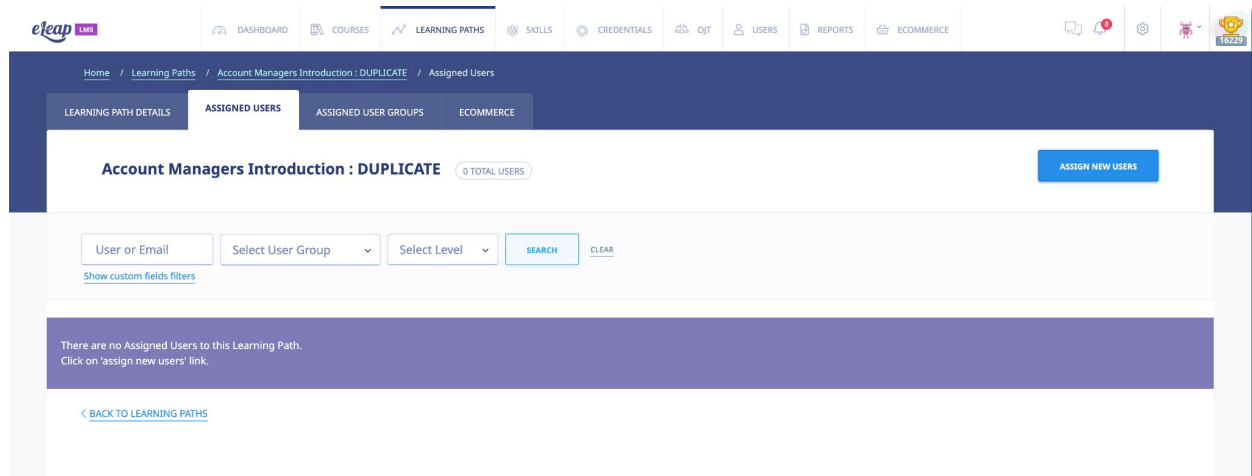 eleap LMS
DASHBOARD COURSES LEARNING PATHS SKILLS CREDENTIALS OJT USERS REPORTS ECOMMERCE 8 16229
Home / Learning Paths / Account Managers Introduction : DUPLICATE / Assigned Users
LEARNING PATH DETAILS ASSIGNED USERS ASSIGNED USER GROUPS ECOMMERCE
Account Managers Introduction : DUPLICATE 0 TOTAL USERS ASSIGN NEW USERS
User or Email Select User Group Select Level SEARCH CLEAR
Show custom fields filters
There are no Assigned Users to this Learning Path.
Click on 'assign new users' link.
< BACK TO LEARNING PATHS